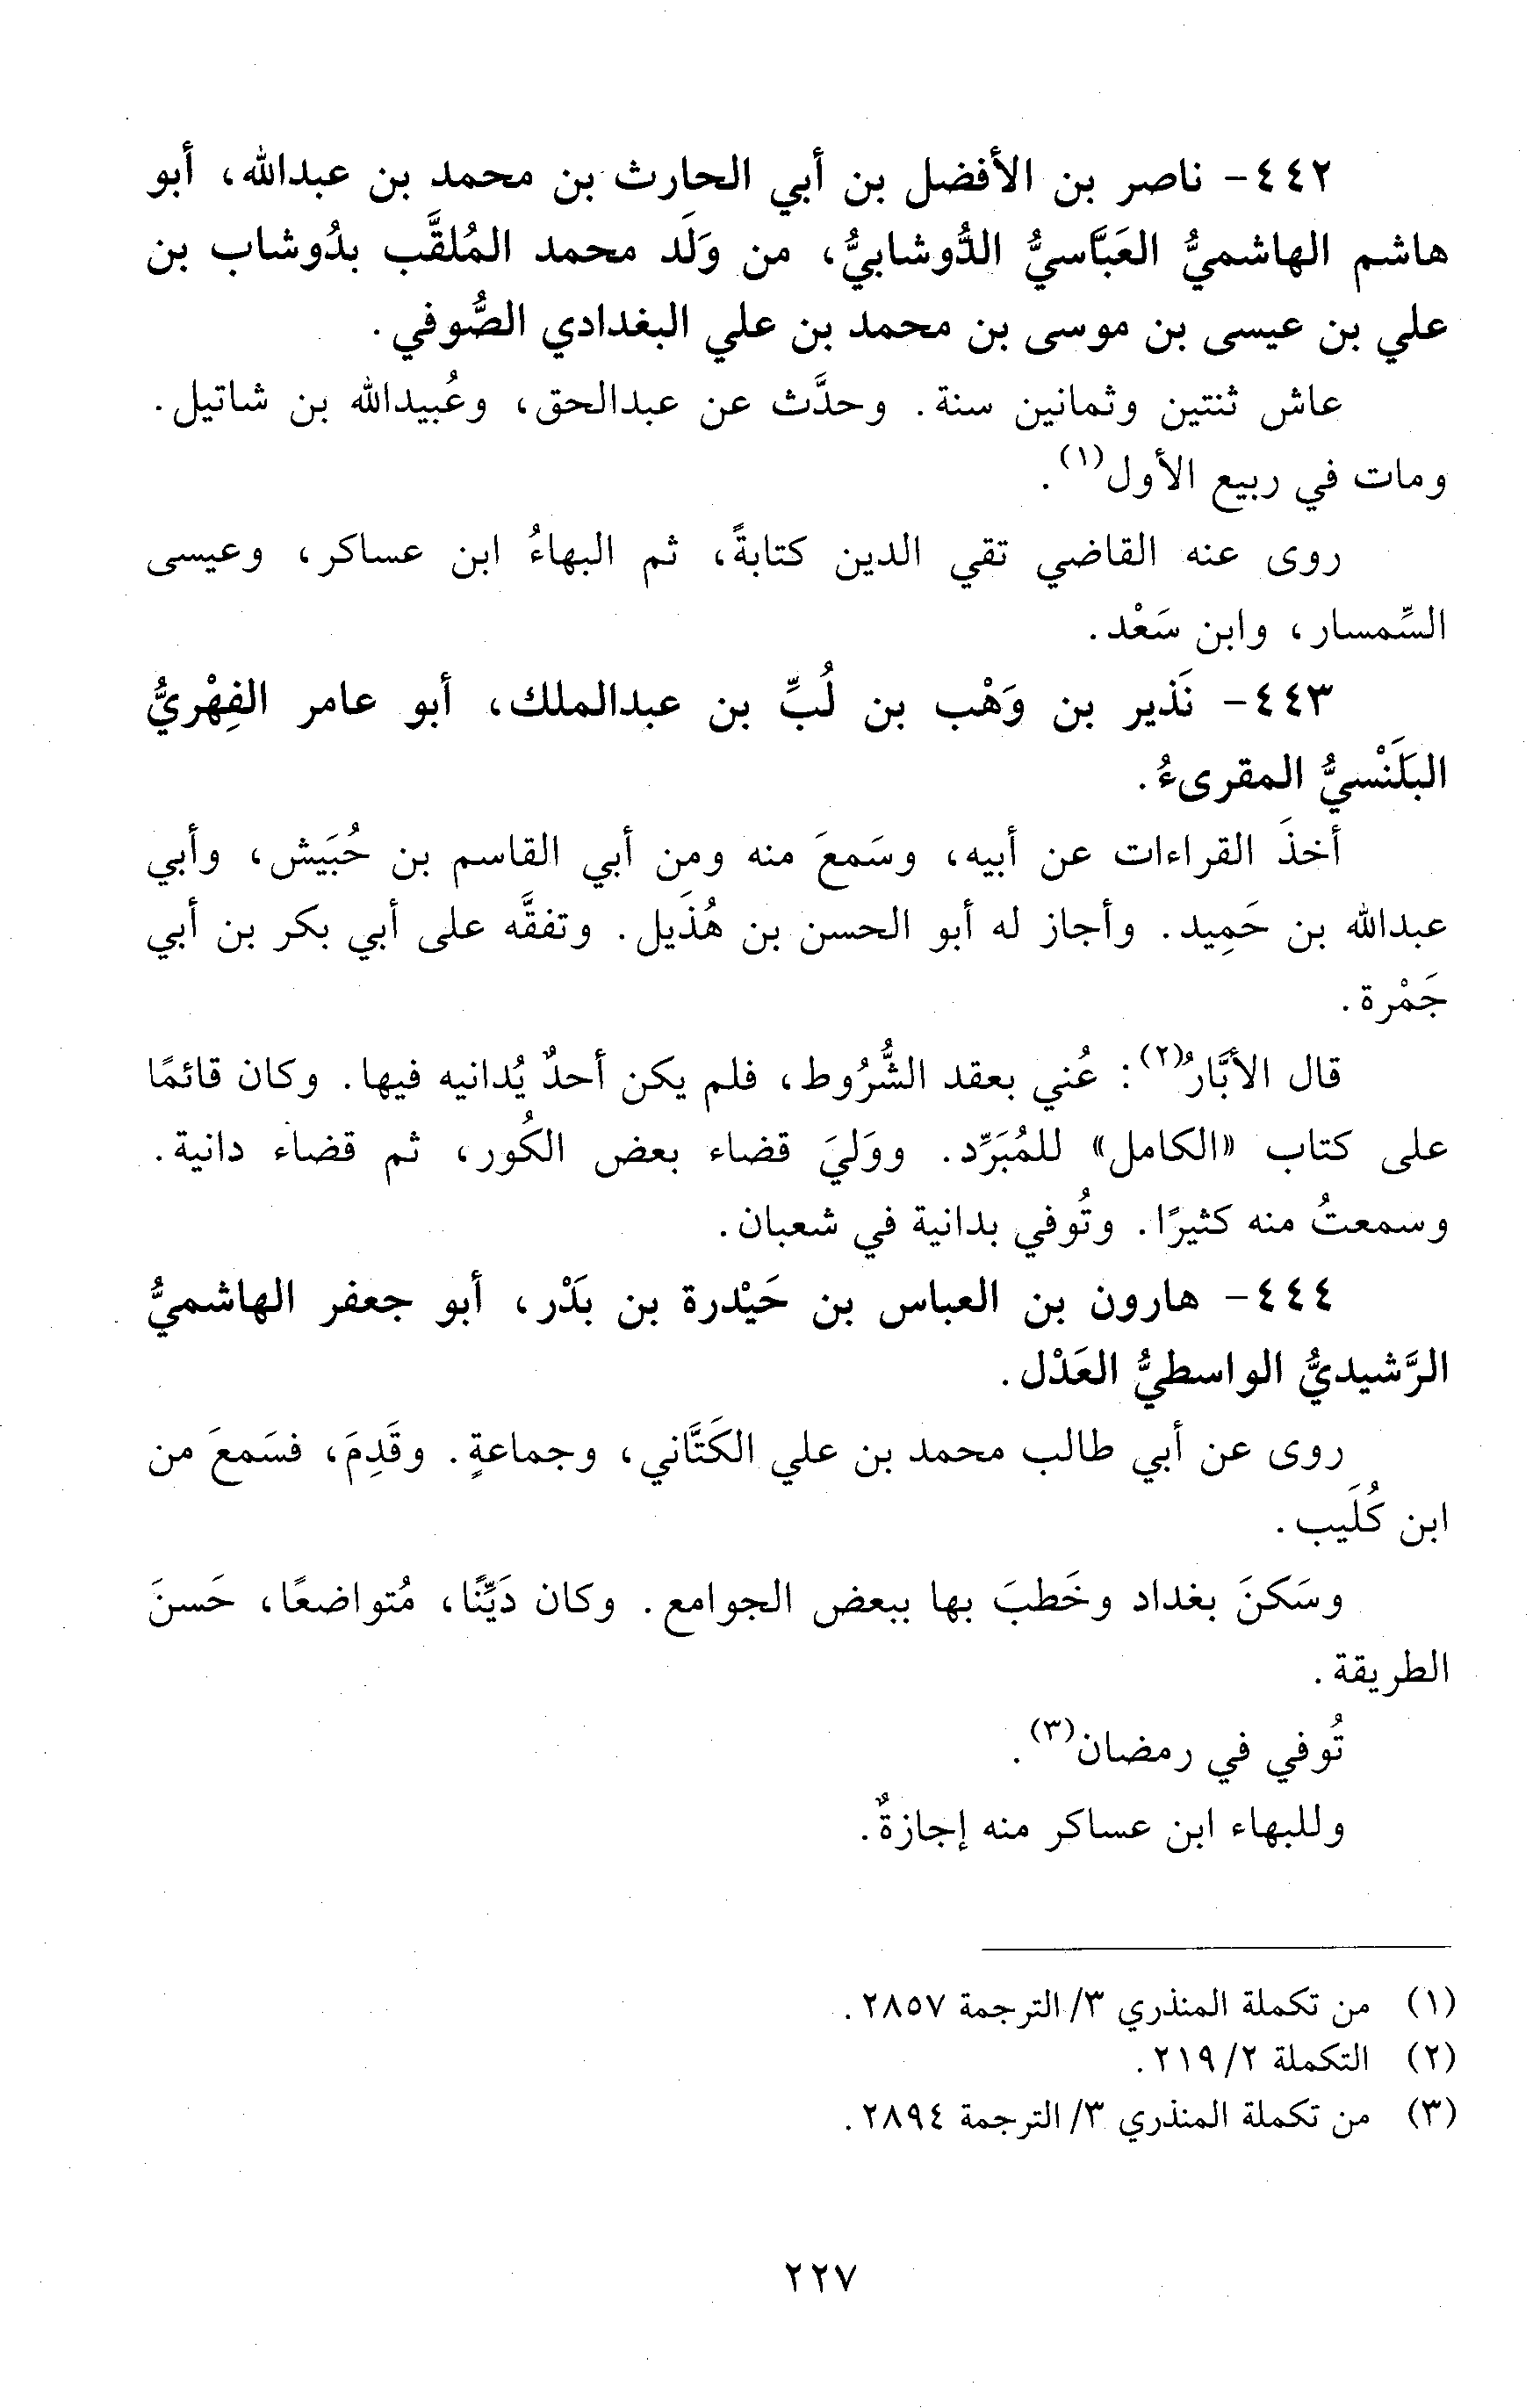 ٤٤٢- ناصر بن الأفضل بن أبي الحارث بن محمد بن عبدالله، أبو
هاشم الهاشميُّ العَبَّاسيُّ الدُّوشابيُّ، من وَلَد محمد المُلقَّب بدُوشاب بن
علي بن عيسى بن موسى بن محمد بن علي البغدادي الصُّوفي.
عاش ثنتين وثمانين سنة. وحدَّث عن عبدالحق، وعُبيدالله بن شاتيل.
ومات في ربيع الأول(١).
روى عنه القاضي تقي الدين كتابةً، ثم البهاءُ ابن عساكر، وعيسى
السِّمسار، وابن سَعْد.
٤٤٣- نَذير بن وَهْب بن لُبِّ بن عبدالملك، أبو عامر الفِهْريُّ
البَلَنْسيُّ المقرىءُ.
أخذَ القراءات عن أبيه، وسَمعَ منه ومن أبي القاسم بن حُبَيش، وأبي
عبدالله بن حَمِيد. وأجاز له أبو الحسن بن هُذَيل. وتفقَّه على أبي بكر بن أبي
جَمْرة.
قال الأبَّارُ(٢): عُني بعقد الشُّرُوط، فلم يكن أحدٌ يُدانيه فيها. وكان قائمًا
على كتاب «الكامل» للمُبَرِّد. ووَليَ قضاء بعض الكُور، ثم قضاء دانية.
وسمعتُ منه كثيرًا. وتُوفي بدانية في شعبان.
٤٤٤- هارون بن العباس بن حَيْدرة بن بَدْر، أبو جعفر الهاشميُّ
الرَّشيديُّ الواسطيُّ العَدْل.
روى عن أبي طالب محمد بن علي الكَتَّاني، وجماعةٍ. وقَدِمَ، فسَمعَ من
ابن كُلَيب.
وسَكنَ بغداد وخَطبَ بها ببعض الجوامع. وكان دَيِّنًا، مُتواضعًا، حَسنَ
الطريقة.
تُوفي في رمضان(٣).
وللبهاء ابن عساكر منه إجازةٌ.
(١) من تكملة المنذري ٣/ الترجمة ٢٨٥٧.
(٢) التكملة ٢/ ٢١٩.
(٣) من تكملة المنذري ٣/ الترجمة ٢٨٩٤.
٢٢٧